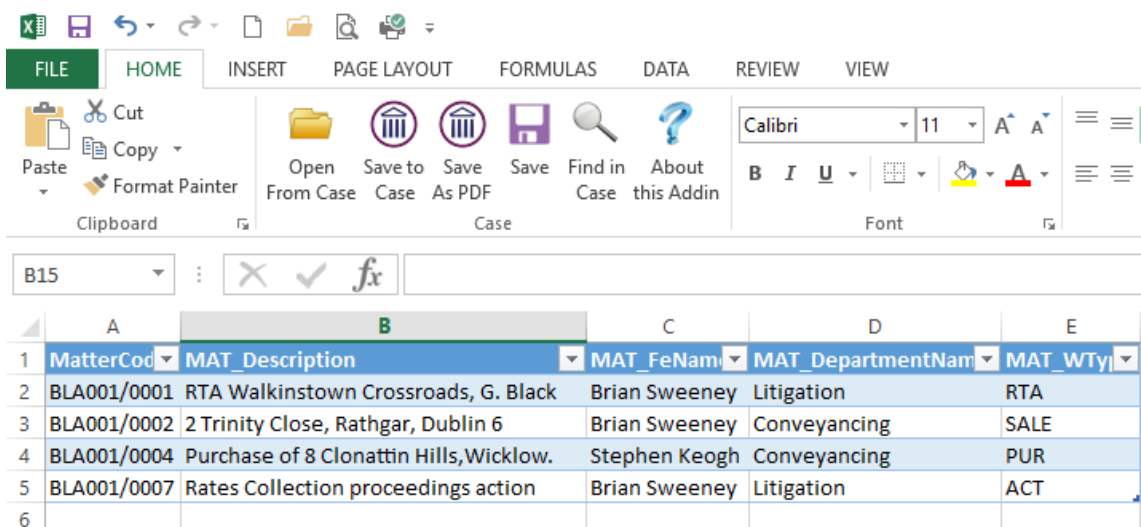 FILE HOME INSERT PAGE LAYOUT FORMULAS DATA REVIEW VIEW
Paste
Cut
Copy
Format Painter
Clipboard
Open From Case
Save to Case
Save As PDF
Save
Find in Case
About this Addin
Case
Calibri 11 A A
B I U A
Font
B15 fx
A B C D E
1 MatterCod MAT_Description MAT_FeNam MAT_DepartmentNam MAT_WTyp
2 BLA001/0001 RTA Walkinstown Crossroads, G. Black Brian Sweeney Litigation RTA
3 BLA001/0002 2 Trinity Close, Rathgar, Dublin 6 Brian Sweeney Conveyancing SALE
4 BLA001/0004 Purchase of 8 Clonattin Hills,Wicklow. Stephen Keogh Conveyancing PUR
5 BLA001/0007 Rates Collection proceedings action Brian Sweeney Litigation ACT
6